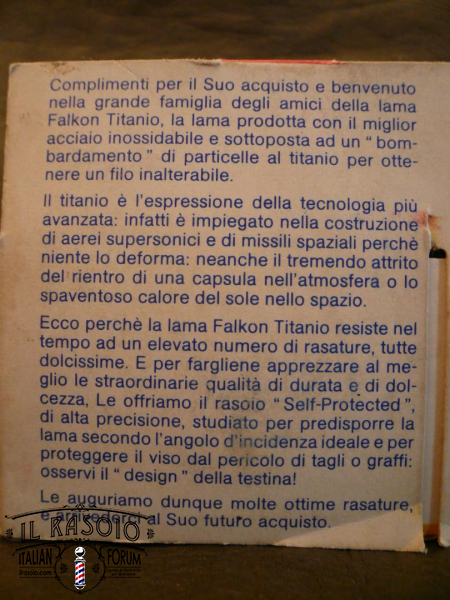 Complimenti per il Suo acquisto e benvenuto
nella grande famiglia degli amici della lama
Falkon Titanio, la lama prodotta con il miglior
acciaio inossidabile e sottoposta ad un “bom-
bardamento” di particelle al titanio per otte-
nere un filo inalterabile.
Il titanio è l'espressione della tecnologia più
avanzata: infatti è impiegato nella costruzione
di aerei supersonici e di missili spaziali perchè
niente lo deforma: neanche il tremendo attrito
del rientro di una capsula nell'atmosfera o lo
spaventoso calore del sole nello spazio.
Ecco perchè la lama Falkon Titanio resiste nel
tempo ad un elevato numero di rasature, tutte
dolcissime. E per fargliene apprezzare al me-
glio le straordinarie qualità di durata e di dol-
cezza, Le offriamo il rasoio “Self-Protected”,
di alta precisione, studiato per predisporre la
lama secondo l'angolo d'incidenza ideale e per
proteggere il viso dal pericolo di tagli o graffi:
osservi il “design” della testina!
Le auguriamo dunque molte ottime rasature,
e arrivederci al Suo futuro acquisto.
IL RASOIO
ITALIAN FORUM
ilrasoio.com